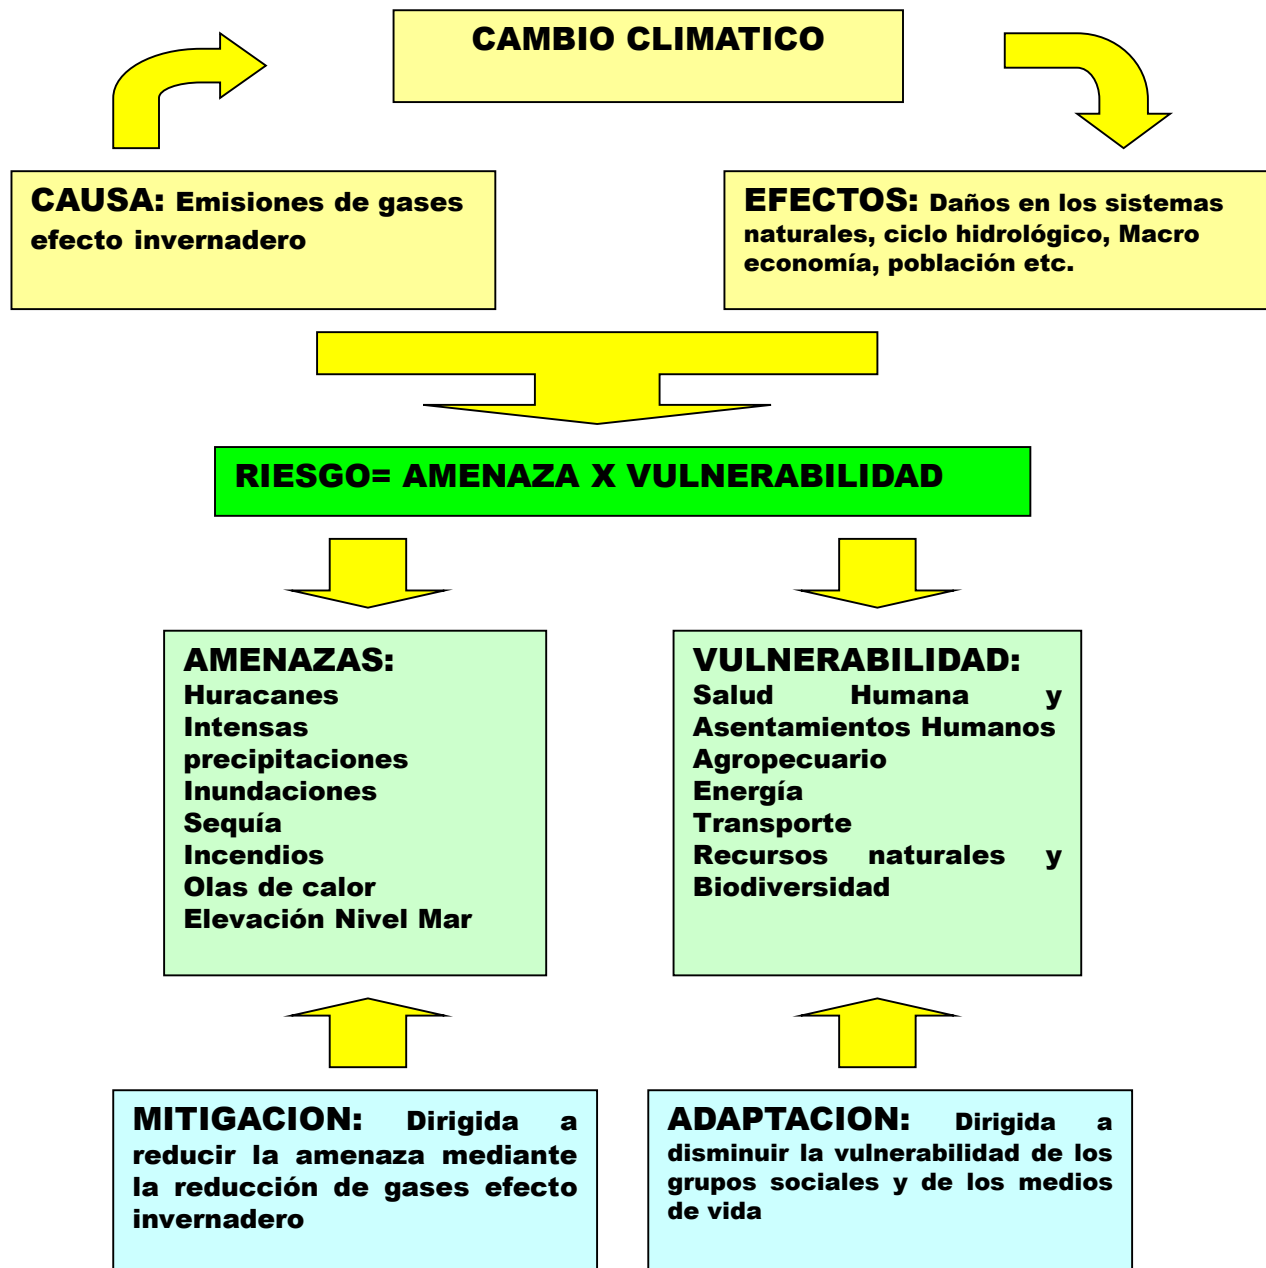 CAMBIO CLIMATICO
CAUSA: Emisiones de gases
efecto invernadero
EFECTOS: Daños en los sistemas
naturales, ciclo hidrológico, Macro
economía, población etc.
RIESGO= AMENAZA X VULNERABILIDAD
AMENAZAS:
Huracanes
Intensas
precipitaciones
Inundaciones
Sequía
Incendios
Olas de calor
Elevación Nivel Mar
VULNERABILIDAD:
Salud Humana y
Asentamientos Humanos
Agropecuario
Energía
Transporte
Recursos naturales y
Biodiversidad
MITIGACION: Dirigida a
reducir la amenaza mediante
la reducción de gases efecto
invernadero
ADAPTACION: Dirigida a
disminuir la vulnerabilidad de los
grupos sociales y de los medios
de vida